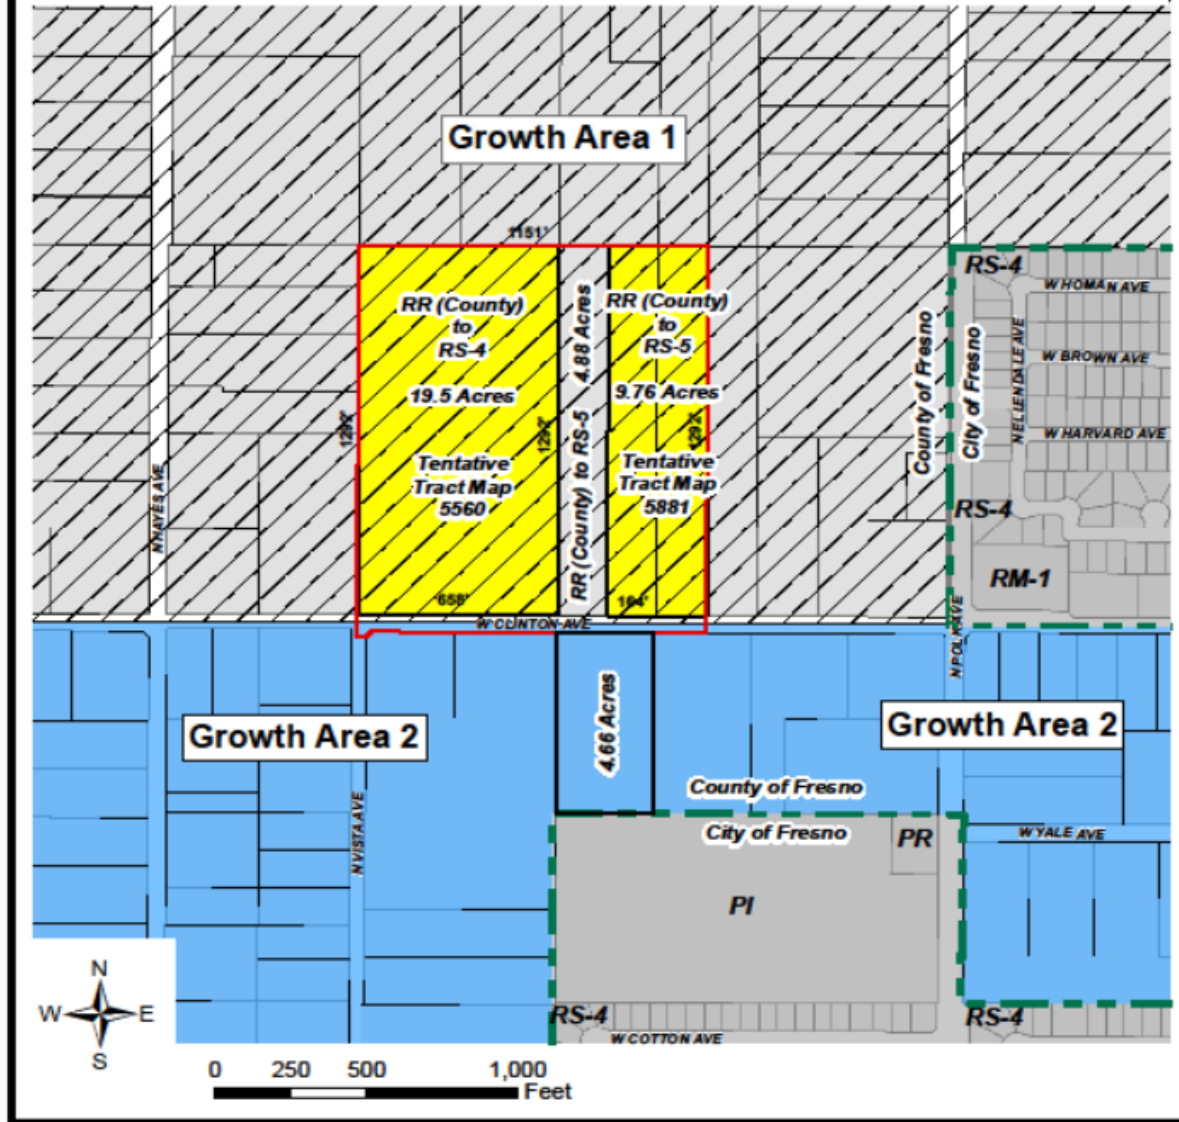 Growth Area 1
1151'
RR (County)
to
RS-4
19.5 Acres
Tentative
Tract Map
5560
658'
1292'
1292'
RR (County) to RS-5 4.88 Acres
RR (County)
to
RS-5
9.76 Acres
Tentative
Tract Map
5881
1292'
164'
County of Fresno
City of Fresno
RS-4
W HOMAN AVE
N ELLENDALE AVE
W BROWN AVE
W HARVARD AVE
RS-4
RM-1
N HAYES AVE
W CLINTON AVE
N POLK AVE
Growth Area 2
4.66 Acres
Growth Area 2
N VISTA AVE
County of Fresno
City of Fresno
PR
W YALE AVE
PI
RS-4
W COTTON AVE
RS-4
N
W E
S
0 250 500 1,000
Feet